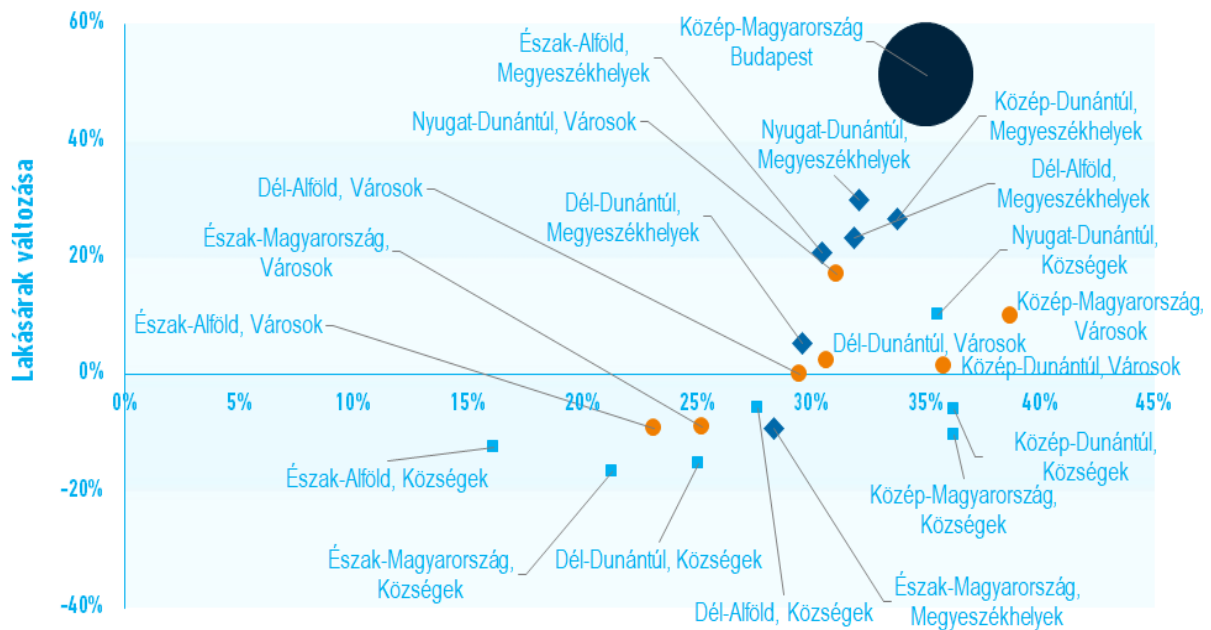 60%
40%
20%
0%
-20%
-40%
Lakásárak változása
0%
5%
10%
15%
20%
25%
30%
35%
40%
45%
Észak-Alföld,
Megyeszékhelyek
Közép-Magyarország
Budapest
Nyugat-Dunántúl, Városok
Nyugat-Dunántúl,
Megyeszékhelyek
Közép-Dunántúl,
Megyeszékhelyek
Dél-Alföld, Városok
Dél-Dunántúl,
Megyeszékhelyek
Dél-Alföld,
Megyeszékhelyek
Észak-Magyarország,
Városok
Nyugat-Dunántúl,
Községek
Észak-Alföld, Városok
Közép-Magyarország,
Városok
Dél-Dunántúl, Városok
Közép-Dunántúl, Városok
Észak-Alföld, Községek
Közép-Dunántúl,
Községek
Közép-Magyarország,
Községek
Észak-Magyarország,
Községek
Dél-Dunántúl, Községek
Dél-Alföld, Községek
Észak-Magyarország,
Megyeszékhelyek